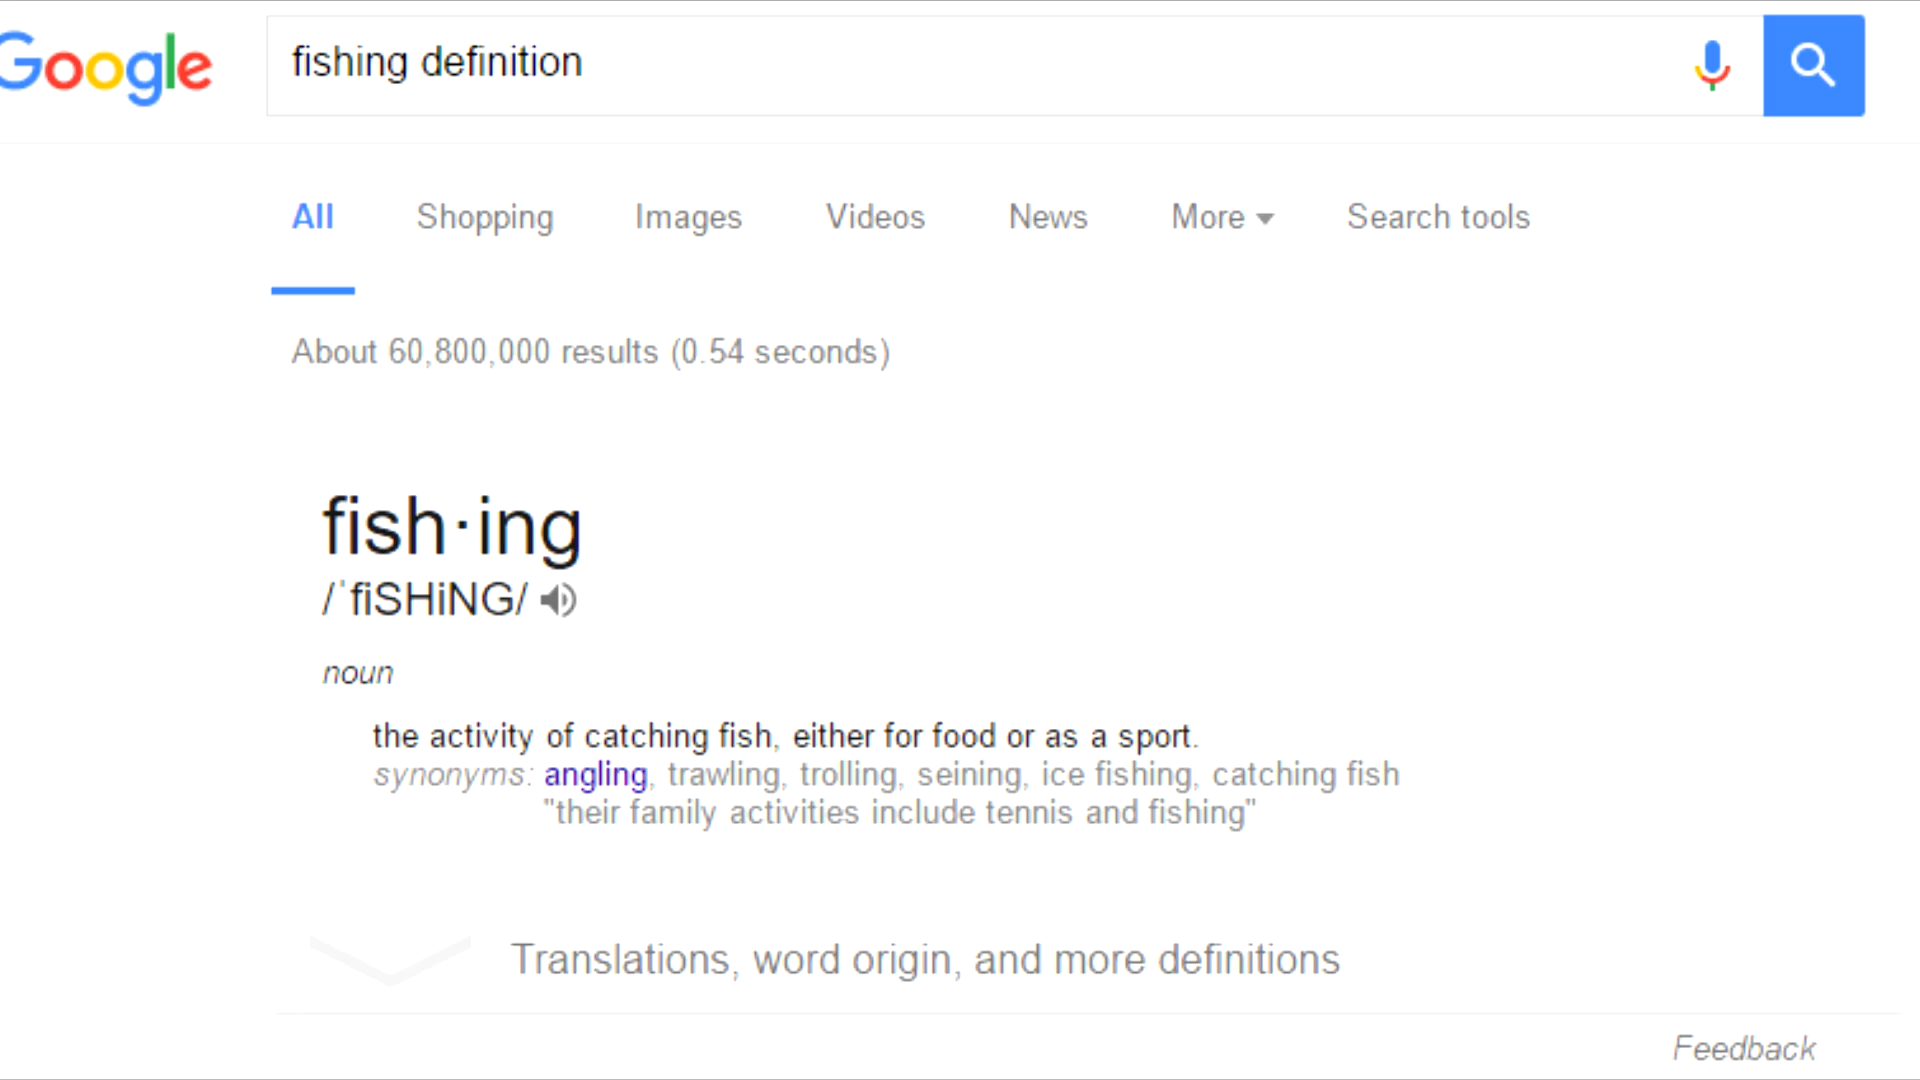 Google
fishing definition
All Shopping Images Videos News More Search tools
About 60,800,000 results (0.54 seconds)
fish·ing
/ˈfiSHiNG/
noun
the activity of catching fish, either for food or as a sport.
synonyms: angling, trawling, trolling, seining, ice fishing, catching fish
"their family activities include tennis and fishing"
Translations, word origin, and more definitions
Feedback